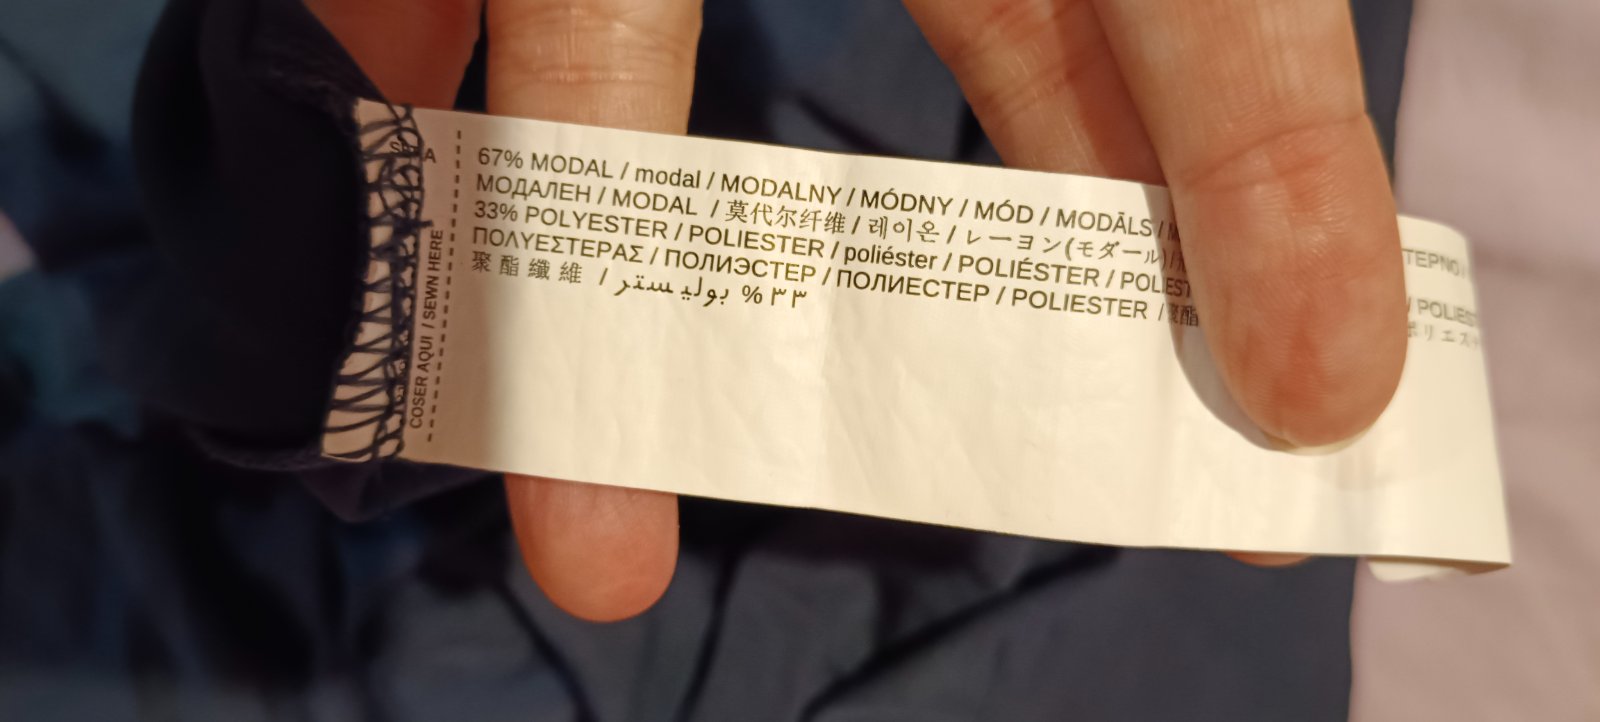 67% MODAL / modal / MODALNY / MÓDNY / MÓD / MODĀLS /
МОДАЛЕН / MODAL / 莫代尔纤维 / 레이온 / レーヨン(モダール)
33% POLYESTER / POLIESTER / poliéster / POLIÉSTER / / POLIEST
ΠΟΛΥΕΣΤΕΡΑΣ / ПОЛИЭСТЕР / ПОЛИЕСТЕР / POLIESTER / 聚酯
聚酯纖維 / ٣٣ % بوليستر
COSER AQUI / SEWN HERE